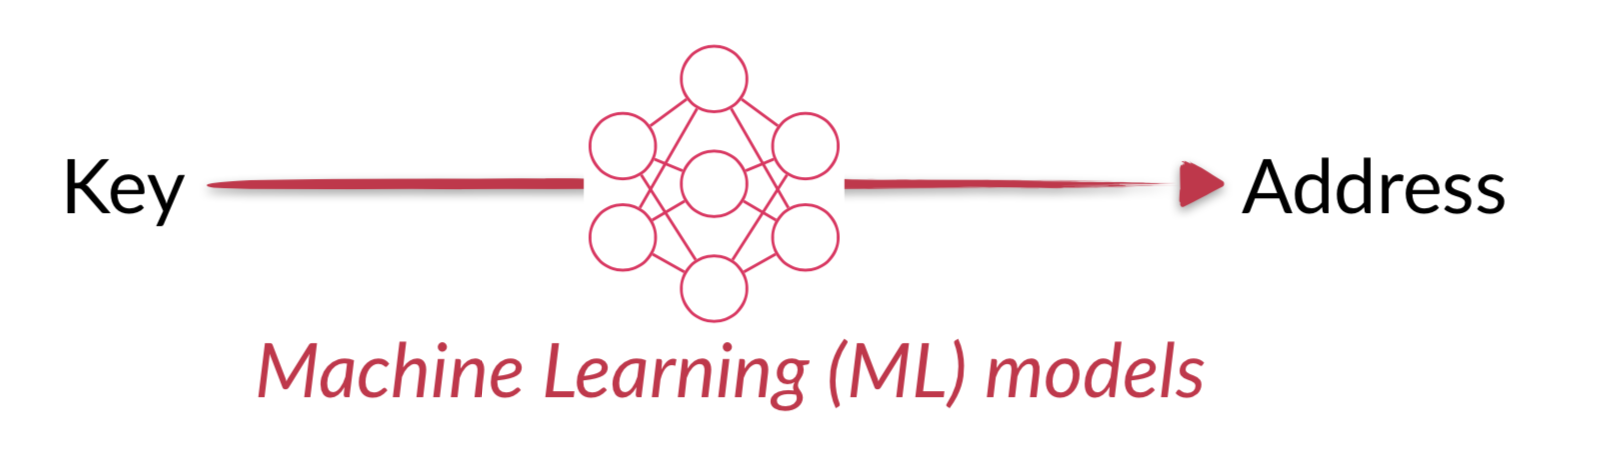 Key
Address
Machine Learning (ML) models